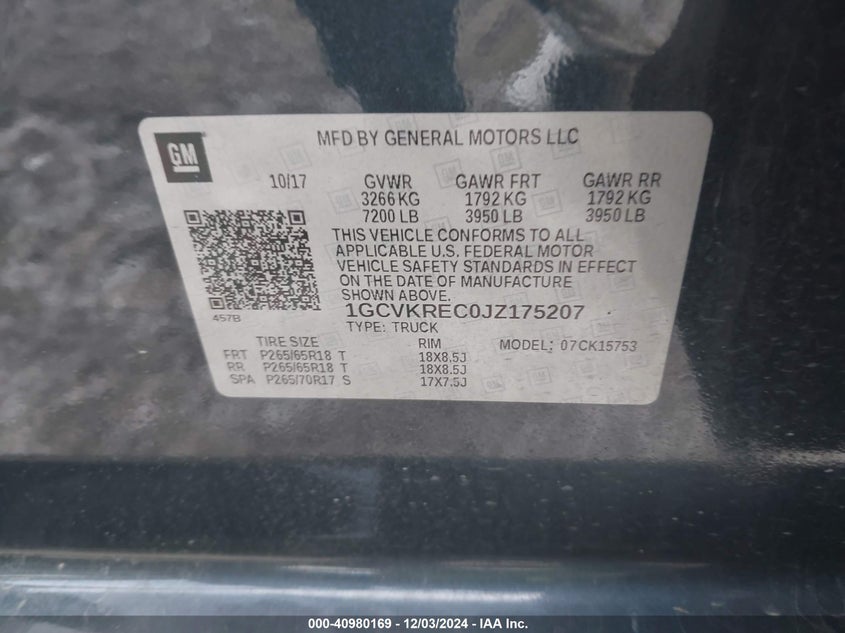 GM
MFD BY GENERAL MOTORS LLC
10/17 GVWR GAWR FRT GAWR RR
3266 KG 1792 KG 1792 KG
7200 LB 3950 LB 3950 LB
THIS VEHICLE CONFORMS TO ALL
APPLICABLE U.S. FEDERAL MOTOR
VEHICLE SAFETY STANDARDS IN EFFECT
ON THE DATE OF MANUFACTURE
SHOWN ABOVE.
457B
1GCVKREC0JZ175207
TYPE: TRUCK
TIRE SIZE RIM MODEL: 07CK15753
FRT P265/65R18 T 18X8.5J
RR P265/65R18 T 18X8.5J
SPA P265/70R17 S 17X7.5J
000-40980169 - 12/03/2024 - IAA Inc.